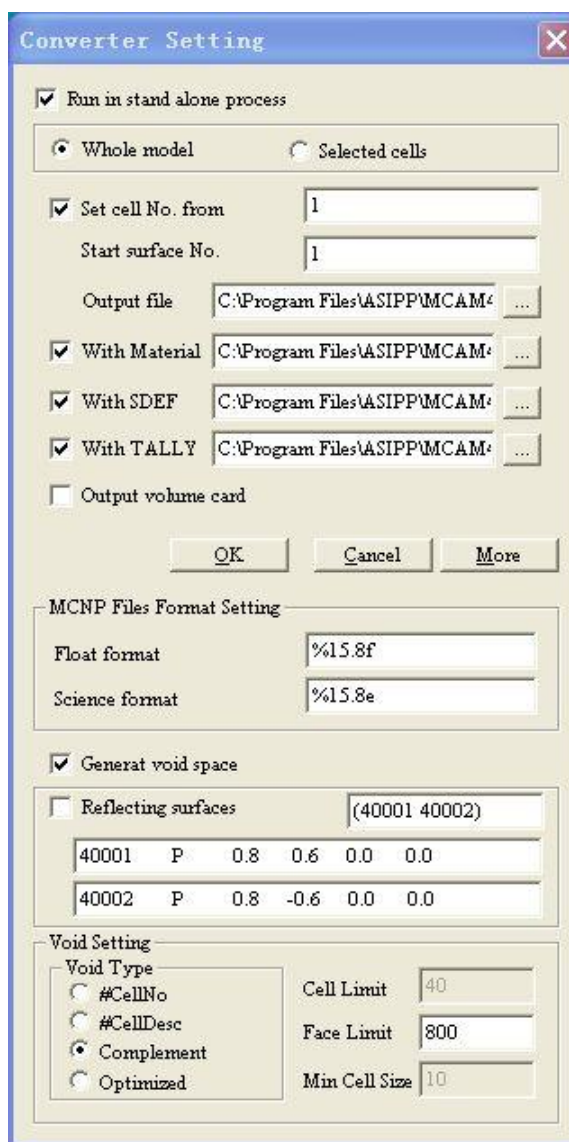 Converter Setting
Run in stand alone process
Whole model Selected cells
Set cell No. from 1
Start surface No. 1
Output file C:\Program Files\ASIPP\MCAM4 ...
With Material C:\Program Files\ASIPP\MCAM4 ...
With SDEF C:\Program Files\ASIPP\MCAM4 ...
With TALLY C:\Program Files\ASIPP\MCAM4 ...
Output volume card
OK Cancel More
MCNP Files Format Setting
Float format %15.8f
Science format %15.8e
Generat void space
Reflecting surfaces (40001 40002)
40001 P 0.8 0.6 0.0 0.0
40002 P 0.8 -0.6 0.0 0.0
Void Setting
Void Type
#CellNo
Cell Limit 40
#CellDesc
Face Limit 800
Complement
Optimized
Min Cell Size 10